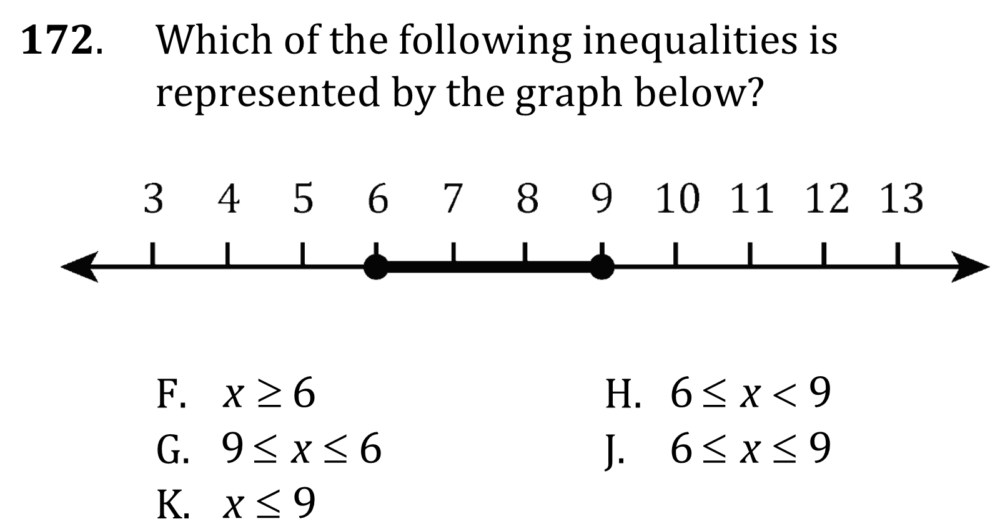 172. Which of the following inequalities is
represented by the graph below?
3 4 5 6 7 8 9 10 11 12 13
F. x ≥ 6
H. 6 ≤ x < 9
G. 9 ≤ x ≤ 6
J. 6 ≤ x ≤ 9
K. x ≤ 9